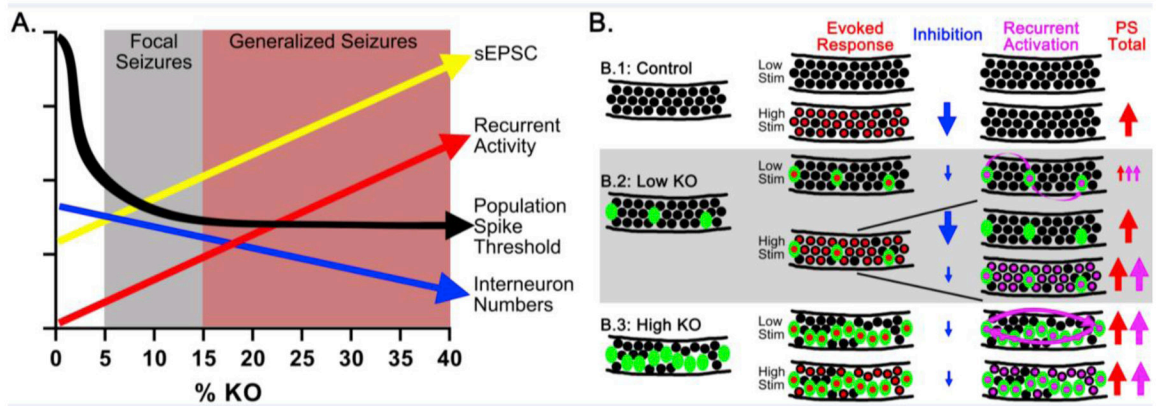 A.
Focal
Seizures
Generalized Seizures
sEPSC
Recurrent
Activity
Population
Spike
Threshold
Interneuron
Numbers
0 5 10 15 20 25 30 35 40
% KO
B.
Evoked
Response
Inhibition
Recurrent
Activation
PS
Total
B.1: Control
Low
Stim
High
Stim
B.2: Low KO
Low
Stim
High
Stim
B.3: High KO
Low
Stim
High
Stim